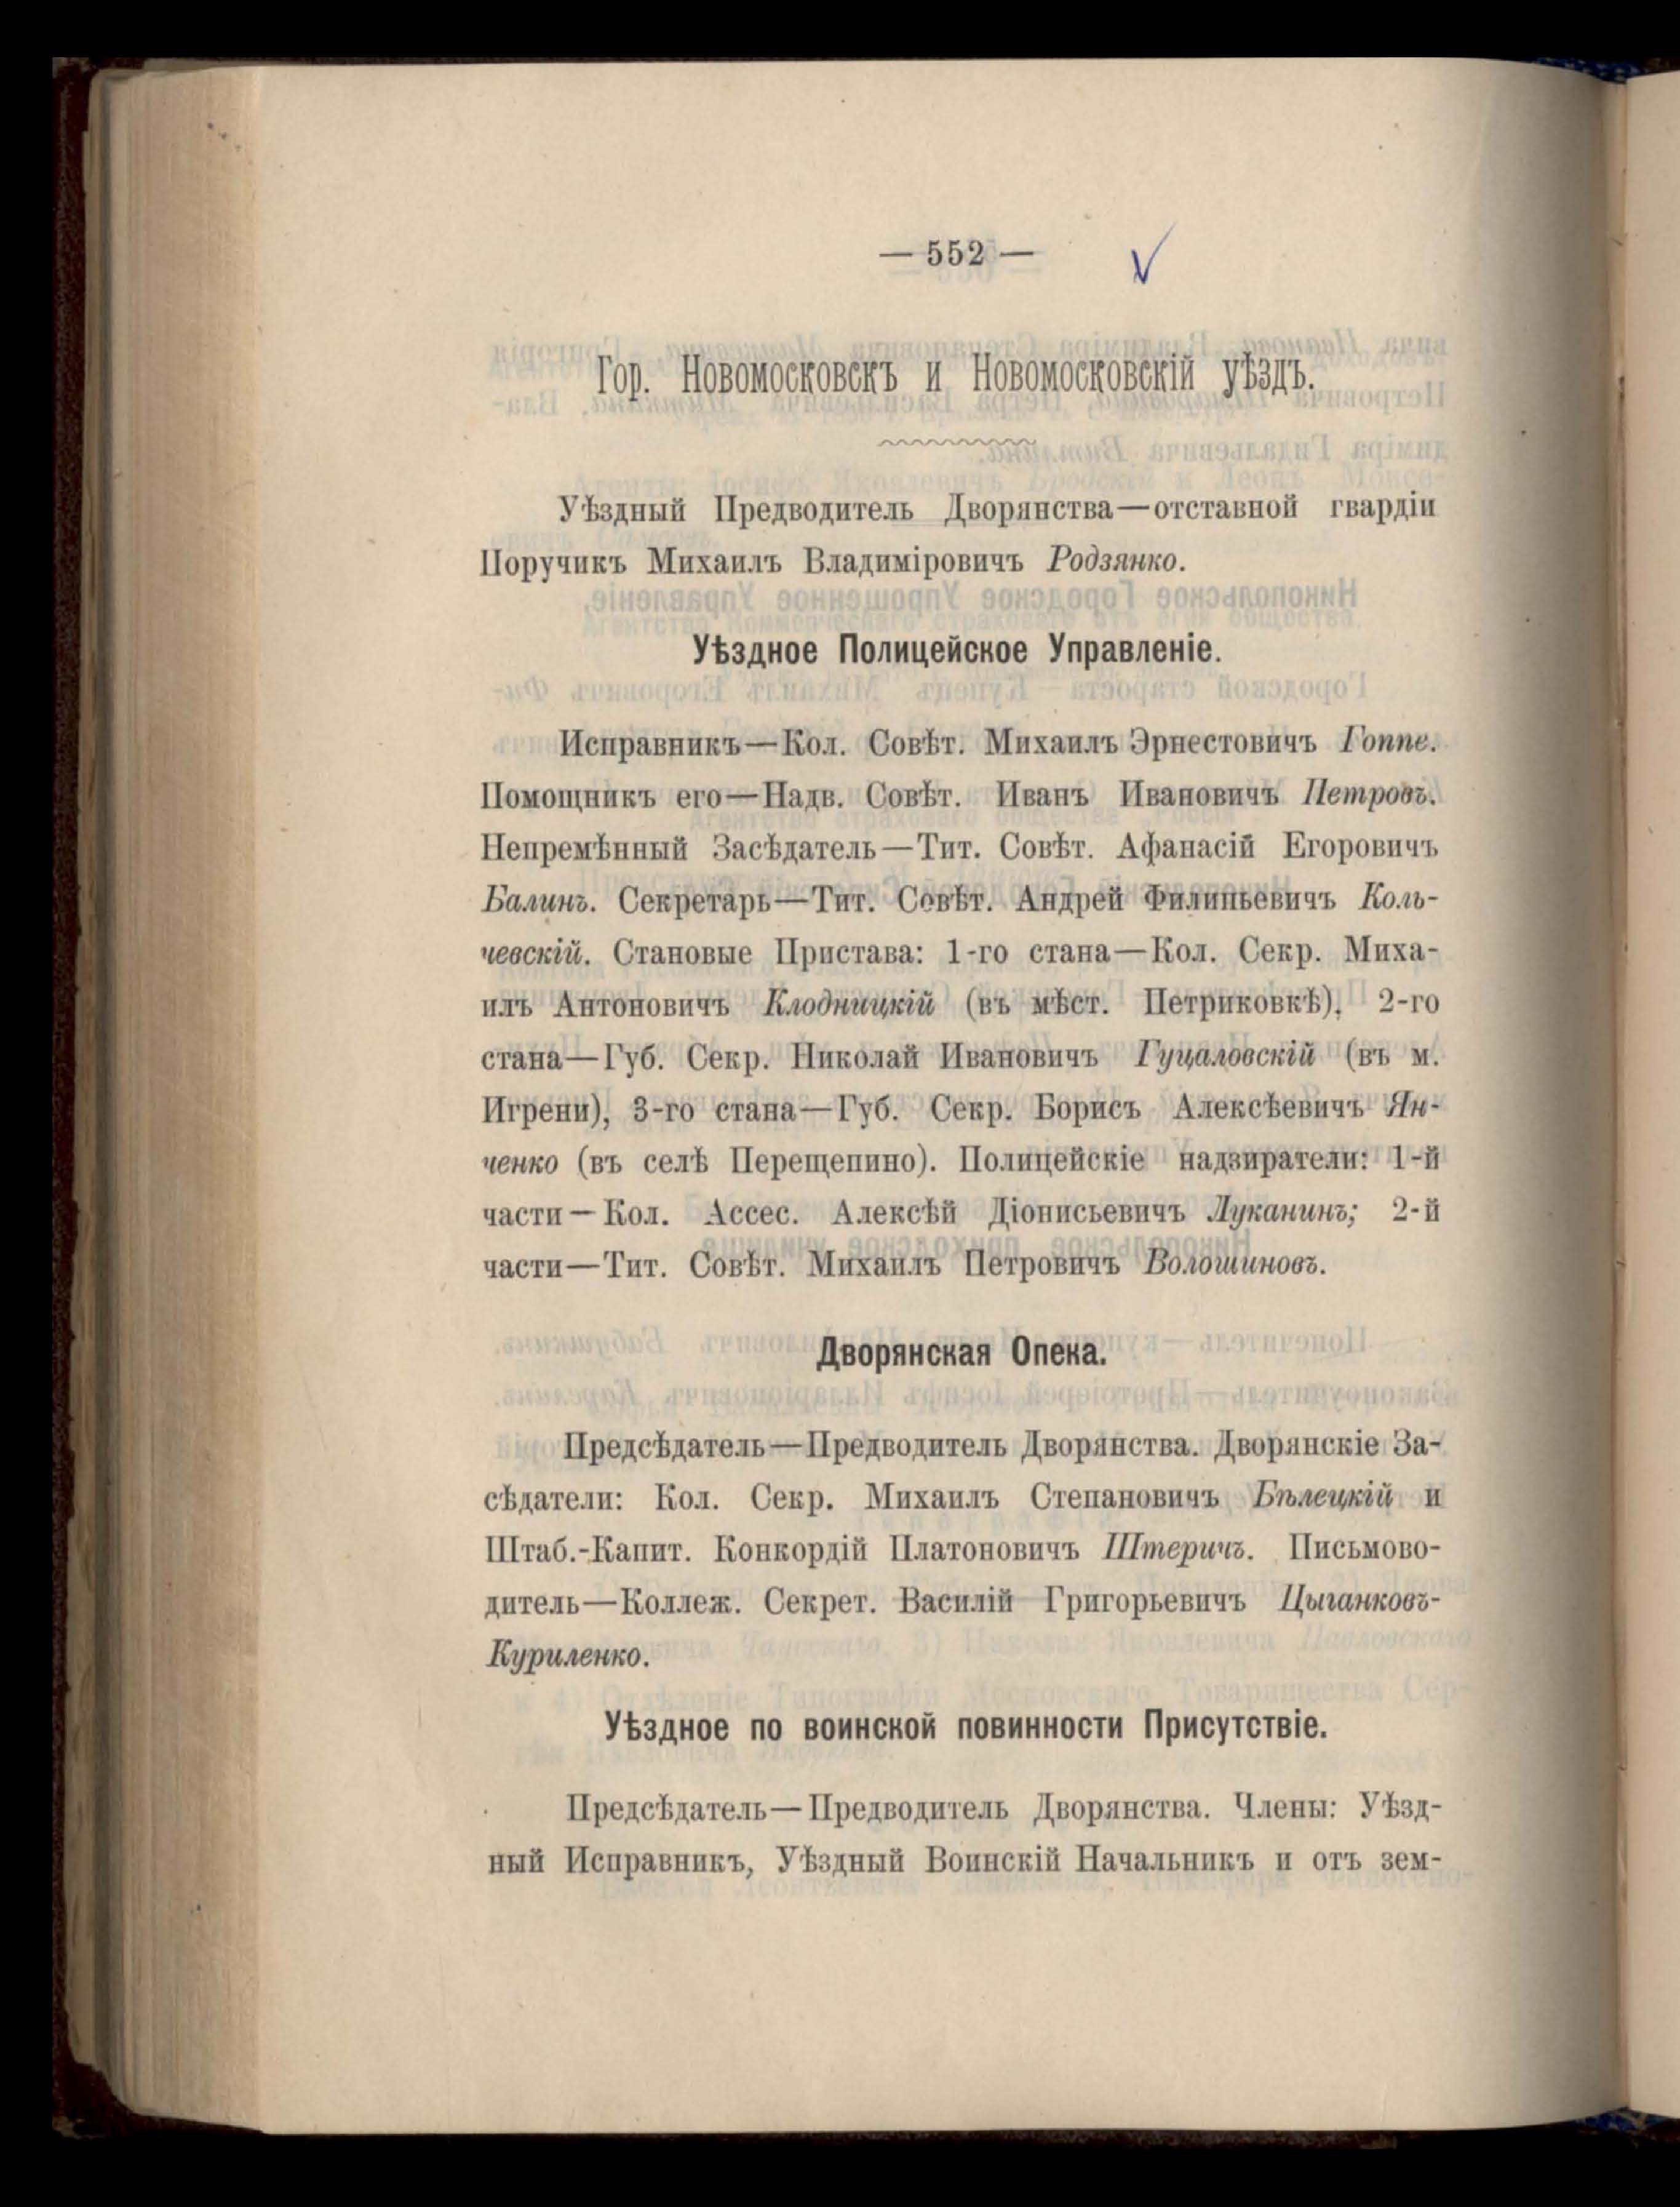 — 552 —
Гор. Новомосковскъ и Новомосковскій уѣздъ.
Уѣздный Предводитель Дворянства—отставной гвардіи
Поручикъ Михаилъ Владиміровичъ Родзянко.
Уѣздное Полицейское Управленіе.
Исправникъ—Кол. Совѣт. Михаилъ Эрнестовичъ Гоппе.
Помощникъ его—Надв. Совѣт. Иванъ Ивановичъ Петровъ.
Непремѣнный Засѣдатель—Тит. Совѣт. Афанасій Егоровичъ
Балинъ. Секретарь—Тит. Совѣт. Андрей Филипьевичъ Коль-
чевскій. Становые Пристава: 1-го стана—Кол. Секр. Миха-
илъ Антоновичъ Клодницкій (въ мѣст. Петриковкѣ), 2-го
стана—Губ. Секр. Николай Ивановичъ Гуцаловскій (въ м.
Игрени), 3-го стана—Губ. Секр. Борисъ Алексѣевичъ Ян-
ченко (въ селѣ Перещепино). Полицейскіе надзиратели: 1-й
части—Кол. Ассес. Алексѣй Діонисьевичъ Луканинъ; 2-й
части—Тит. Совѣт. Михаилъ Петровичъ Волошиновъ.
Дворянская Опека.
Предсѣдатель—Предводитель Дворянства. Дворянскіе За-
сѣдатели: Кол. Секр. Михаилъ Степановичъ Бѣлецкій и
Штаб.-Капит. Конкордій Платоновичъ Штеричъ. Письмово-
дитель—Коллеж. Секрет. Василій Григорьевичъ Цыганковъ-
Куриленко.
Уѣздное по воинской повинности Присутствіе.
Предсѣдатель—Предводитель Дворянства. Члены: Уѣзд-
ный Исправникъ, Уѣздный Воинскій Начальникъ и отъ зем-